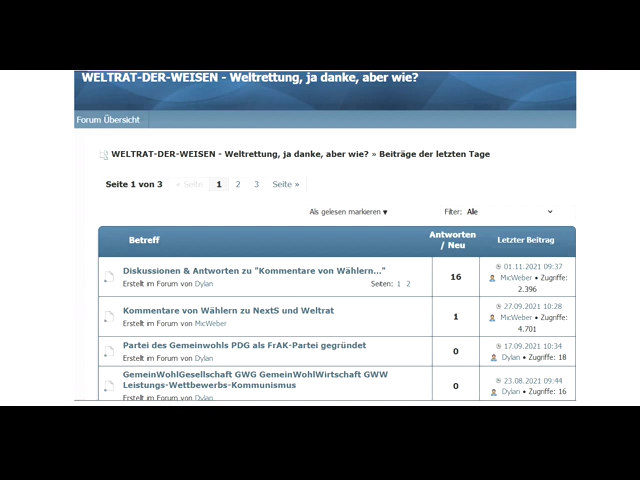 WELTRAT-DER-WEISEN - Weltrettung, ja danke, aber wie?
Forum Übersicht
WELTRAT-DER-WEISEN - Weltrettung, ja danke, aber wie? » Beiträge der letzten Tage
Seite 1 von 3 « Seite 1 2 3 Seite »
Als gelesen markeren ▾ Filter: Alle
Betreff Antworten / Neu Letzter Beitrag
Diskussionen & Antworten zu "Kommentare von Wählern..."
Erstellt im Forum von Dylan Seiten: 1 2
16
01.11.2021 09:37
McWeber • Zugriffe:
2.396
Kommentare von Wählern zu NextS und Weltrat
Erstellt im Forum von McWeber
1
27.09.2021 10:28
McWeber • Zugriffe:
4.701
Partei des Gemeinwohls PDG als FrAK-Partei gegründet
Erstellt im Forum von Dylan
0
17.09.2021 10:34
Dylan • Zugriffe: 18
GemeinWohlGesellschaft GWG GemeinWohlWirtschaft GWW
Leistungs-Wettbewerbs-Kommunismus
Erstellt im Forum von Dylan
0
23.08.2021 09:44
Dylan • Zugriffe: 16